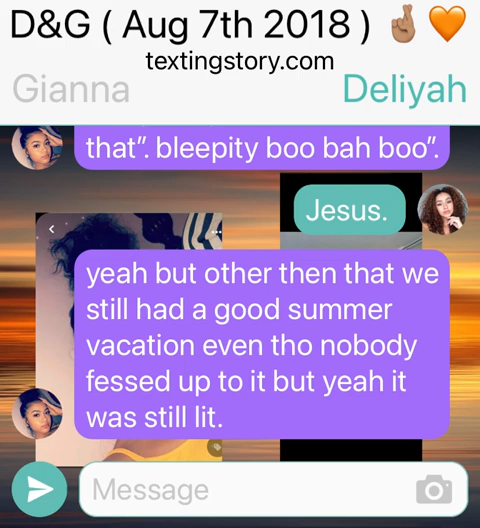 D&G ( Aug 7th 2018 ) 🤞🏽🧡
textingstory.com
Gianna Deliyah
that”. bleepity boo bah boo”.
Jesus.
yeah but other then that we
still had a good summer
vacation even tho nobody
fessed up to it but yeah it
was still lit.
Message